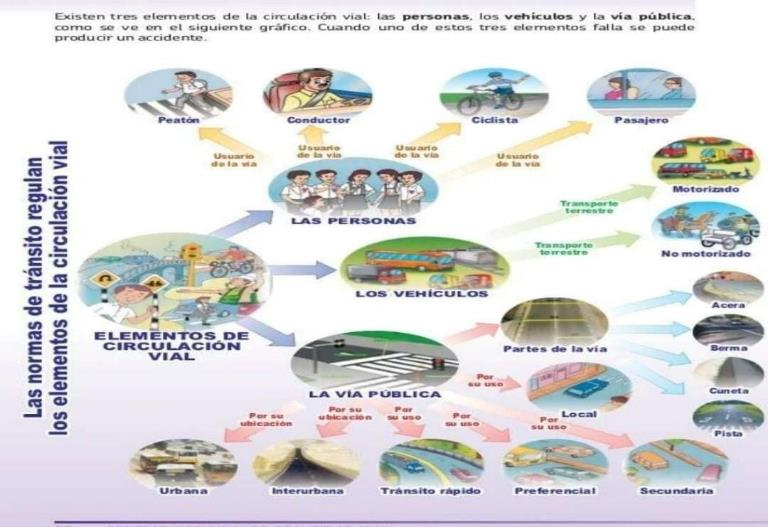 Existen tres elementos de la circulación vial: las personas, los vehículos y la vía pública,
como se ve en el siguiente gráfico. Cuando uno de estos tres elementos falla se puede
producir un accidente.
Las normas de tránsito regulan
los elementos de la circulación vial
Peatón
Conductor
Ciclista
Pasajero
Usuario
de la vía
Usuario
de la vía
Usuario
de la vía
Usuario
de la vía
LAS PERSONAS
Motorizado
Transporte
terrestre
Transporte
terrestre
No motorizado
LOS VEHÍCULOS
ELEMENTOS DE
CIRCULACIÓN
VIAL
Acera
Partes de la vía
Berma
Cuneta
Pista
LA VÍA PÚBLICA
Por
su uso
Local
Por su
ubicación
Por su
ubicación
Por
su uso
Por
su uso
Por
su uso
Urbana
Interurbana
Tránsito rápido
Preferencial
Secundaria